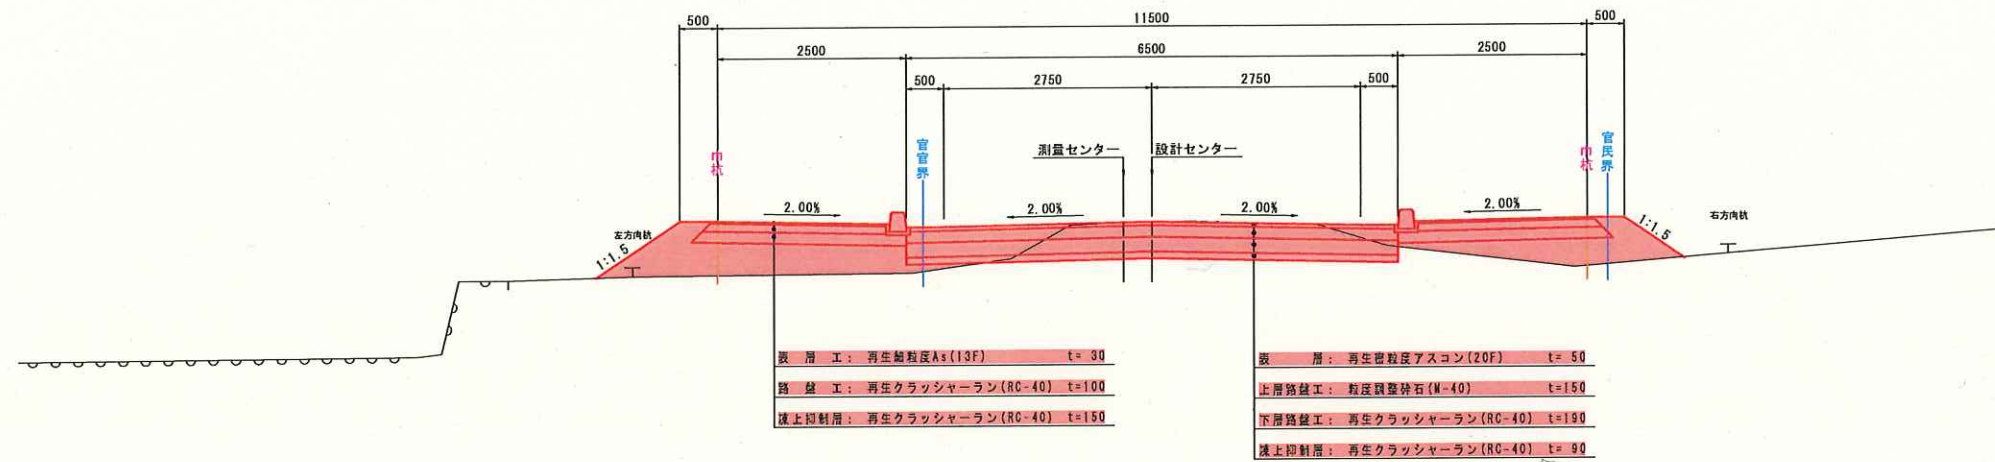 500 11500 500
2500 6500 2500
500 2750 2750 500
官官界
官民界
測量センター 設計センター
巾杭
巾杭
2.00% 2.00% 2.00% 2.00%
左方向杭
右方向杭
1:1.5
1:1.5
表 層 工: 再生細粒度As(13F) t= 30
路 盤 工: 再生クラッシャーラン(RC-40) t=100
凍上抑制層: 再生クラッシャーラン(RC-40) t=150
表 層: 再生密粒度アスコン(20F) t= 50
上層路盤工: 粒度調整砕石(M-40) t=150
下層路盤工: 再生クラッシャーラン(RC-40) t=190
凍上抑制層: 再生クラッシャーラン(RC-40) t= 90